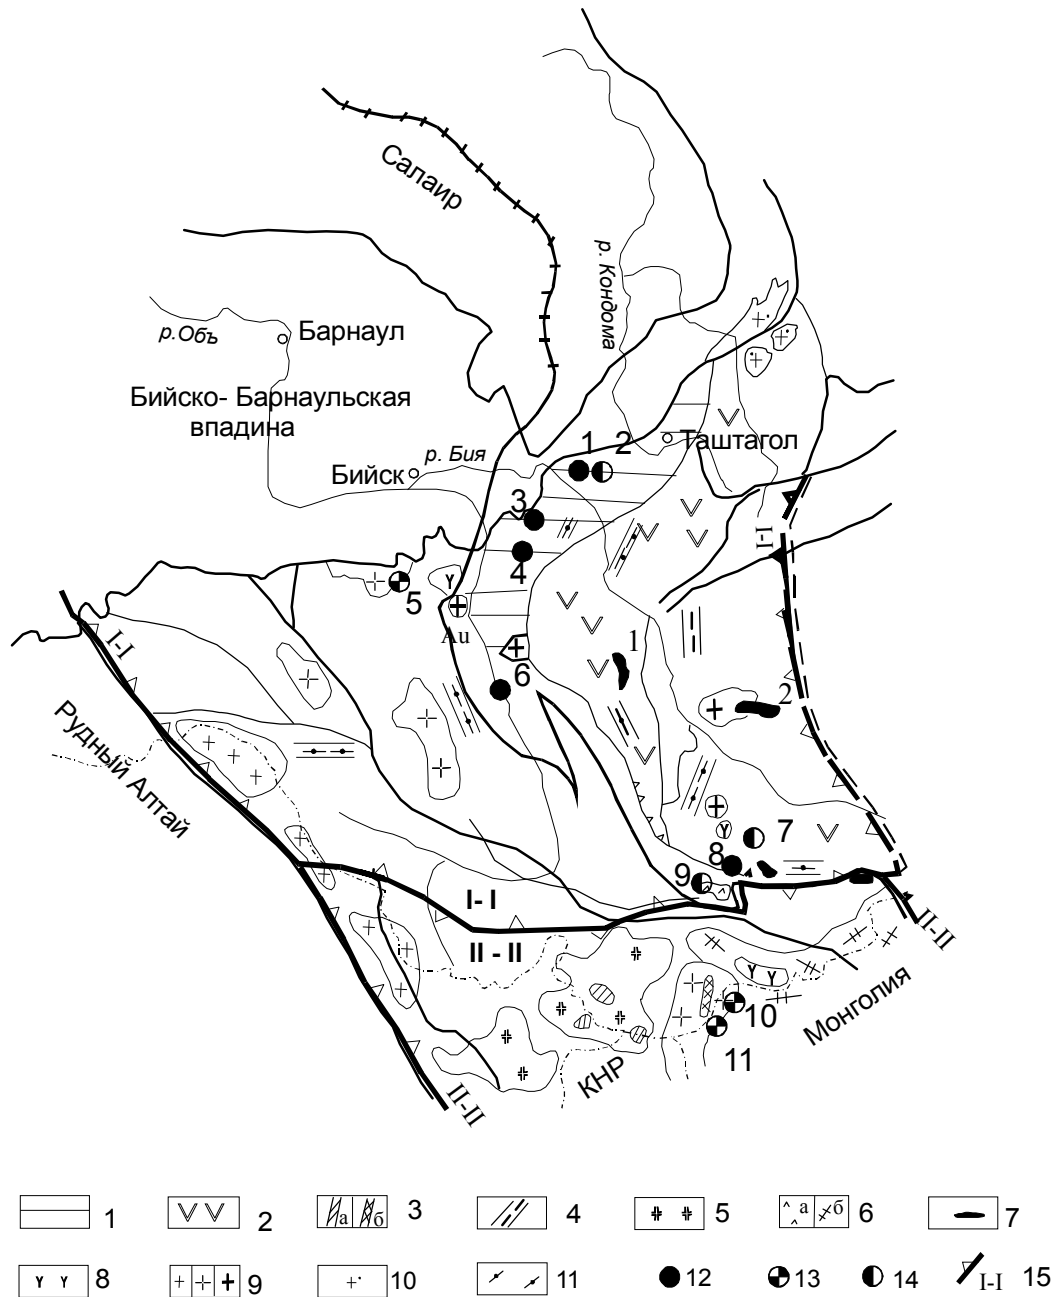 Салаир
р. Кондома
р.Объ
Барнаул
Бийско- Барнаульская
впадина
Бийск
р. Бия
1
2
Таштагол
3
4
I-I
5
Au
6
1
2
I-I
Рудный Алтай
7
8
9
I- I
II - II
II-II
10
11
КНР
Монголия
II-II
1
2
а
б
3
4
5
а
б
6
7
8
9
10
11
12
13
14
I-I
15